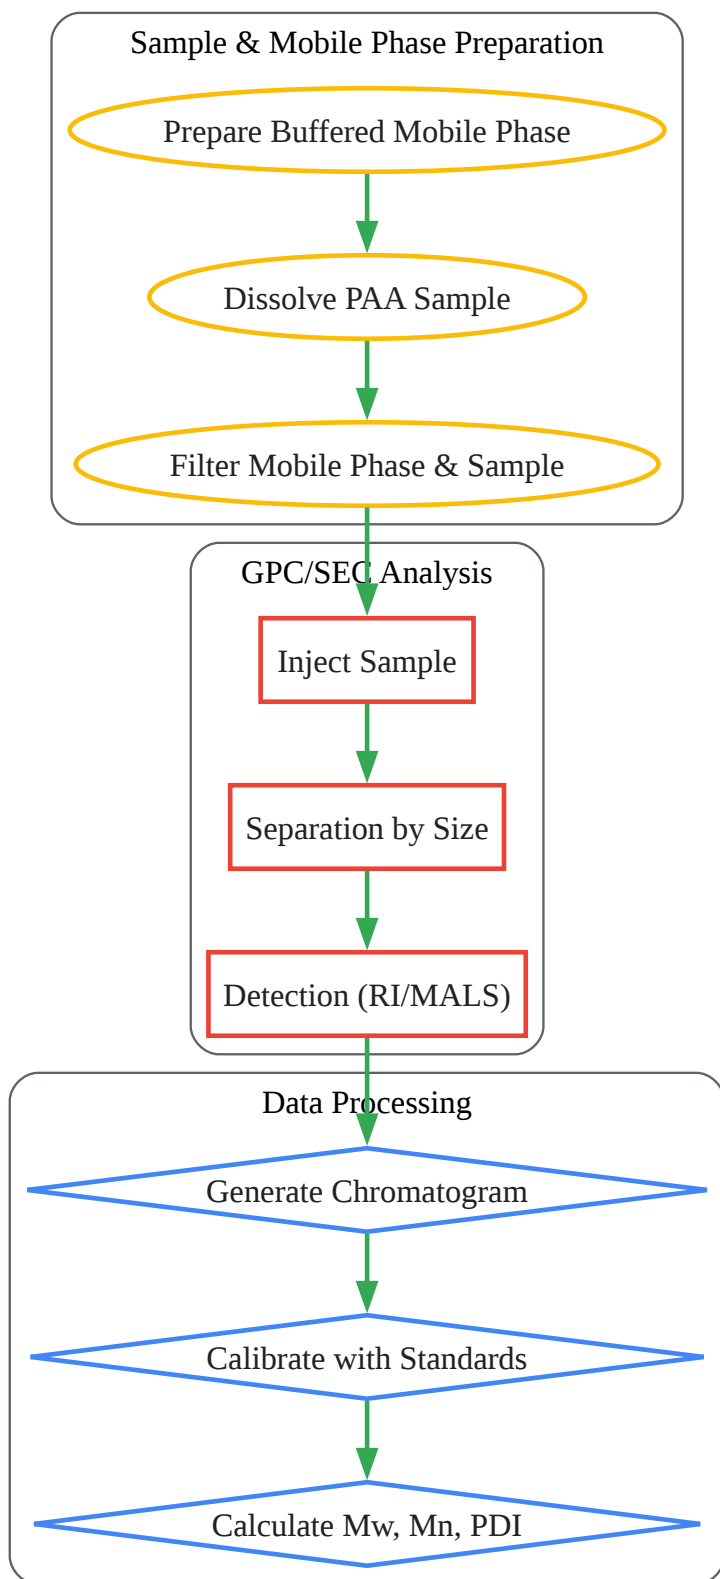 Sample & Mobile Phase Preparation
Prepare Buffered Mobile Phase
Dissolve PAA Sample
Filter Mobile Phase & Sample
GPC/SEC Analysis
Inject Sample
Separation by Size
Detection (RI/MALS)
Data Processing
Generate Chromatogram
Calibrate with Standards
Calculate Mw, Mn, PDI